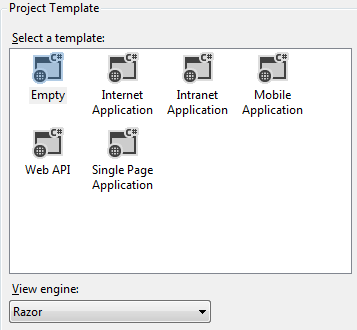 Project Template
Select a template:
C# C# C# C#
Empty Internet Intranet Mobile
Application Application Application
C# C#
Web API Single Page
Application
View engine:
Razor